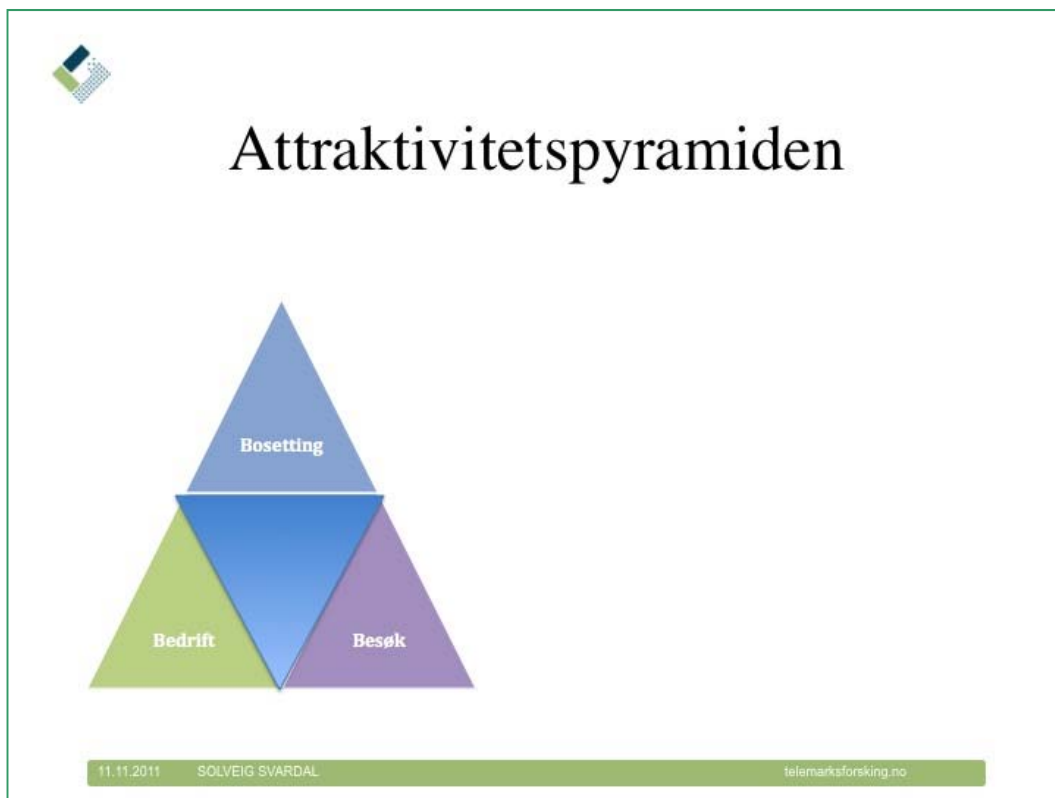 Attraktivitetspyramiden
Bosetting
Bedrift
Besøk
11.11.2011 SOLVEIG SVARDAL telemarksforsking.no